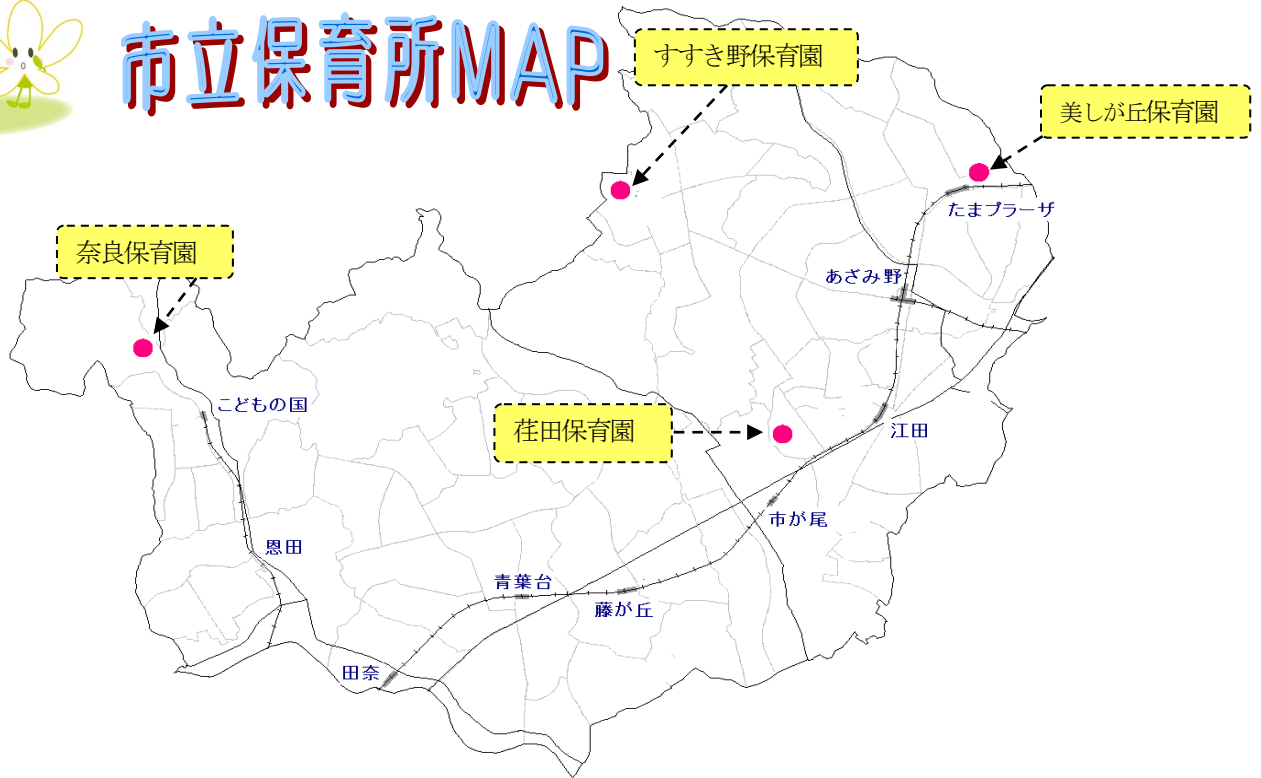 市立保育所MAP
すすき野保育園
美しが丘保育園
たまプラーザ
奈良保育園
あざみ野
こどもの国
荏田保育園
江田
市が尾
恩田
青葉台
藤が丘
田奈